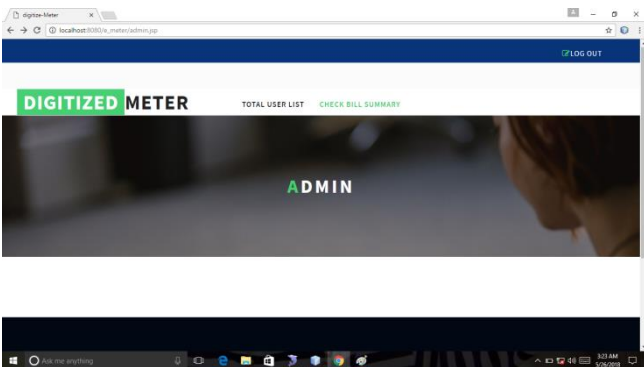 digitize-Meter
localhost:8080/e_meter/admin.jsp
LOG OUT
DIGITIZED METER
TOTAL USER LIST
CHECK BILL SUMMARY
ADMIN
Ask me anything
3:23 AM
5/26/2018